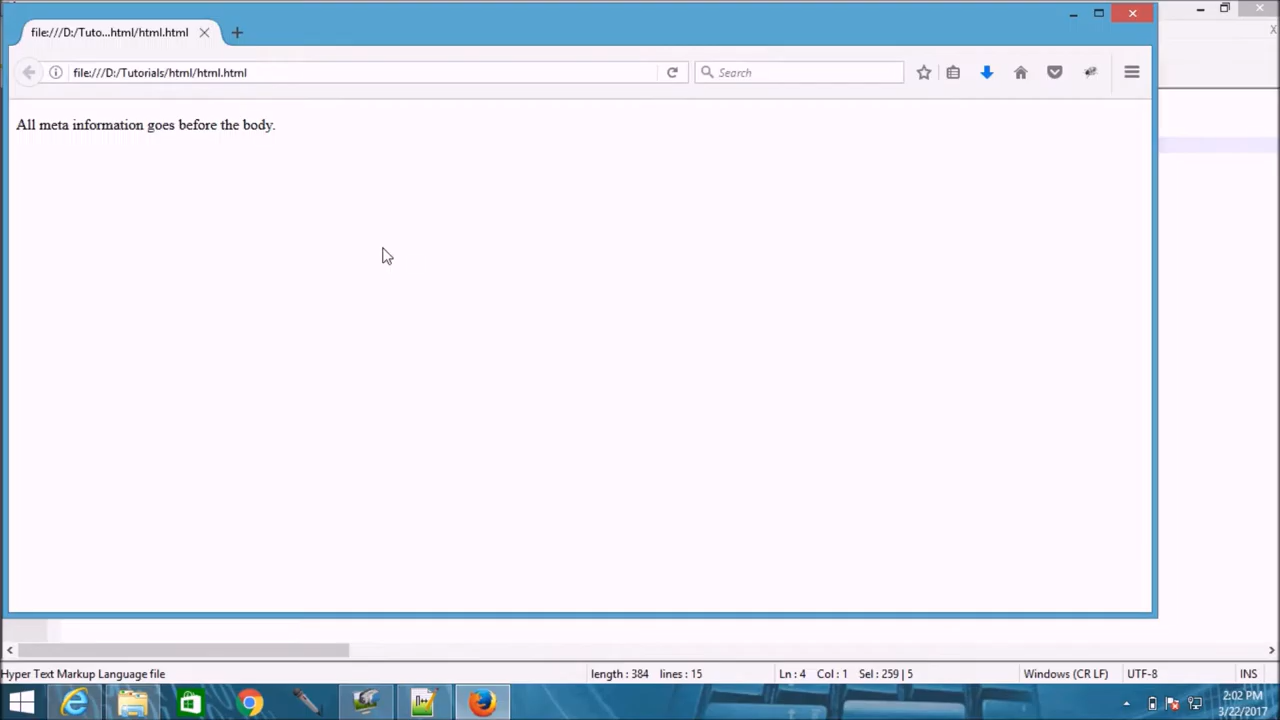 file:///D:/Tuto...html/html.html
file:///D:/Tutorials/html/html.html
Search
All meta information goes before the body.
Hyper Text Markup Language file
length : 384 lines : 15
Ln : 4 Col : 1 Sel : 259 | 5
Windows (CR LF)
UTF-8
INS
2:02 PM
3/22/2017